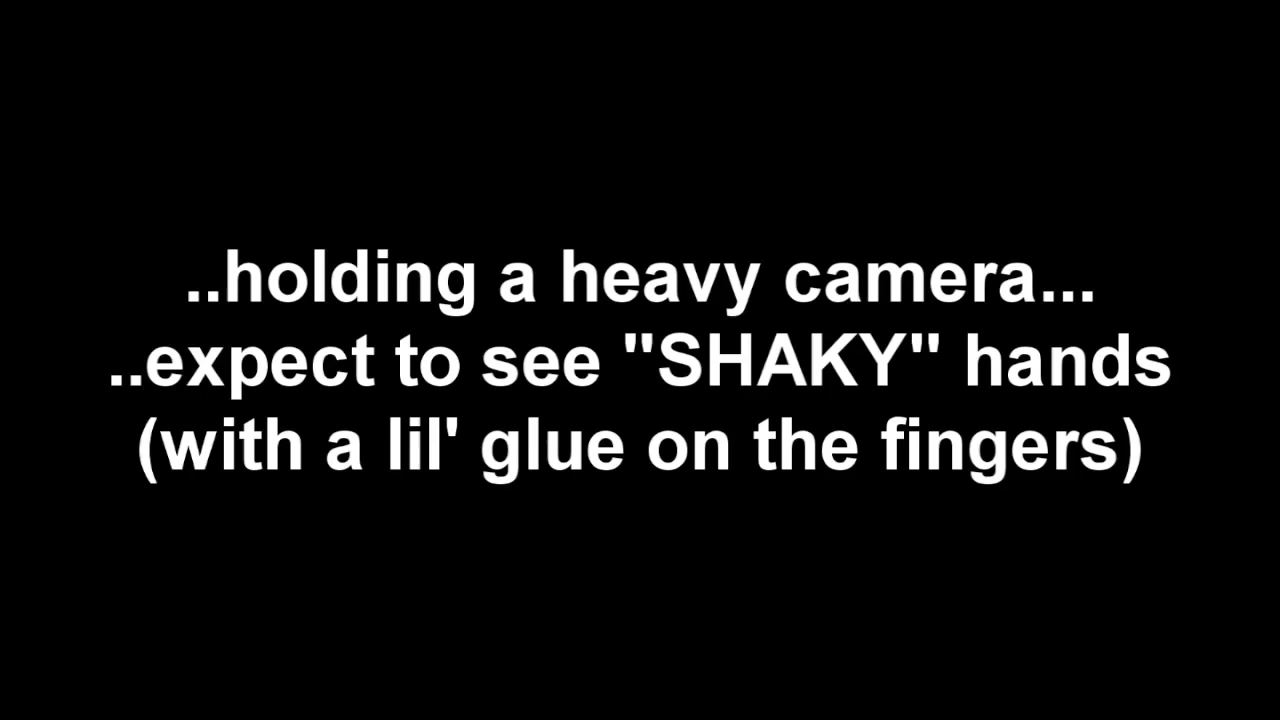 ..holding a heavy camera...
..expect to see "SHAKY" hands
(with a lil' glue on the fingers)